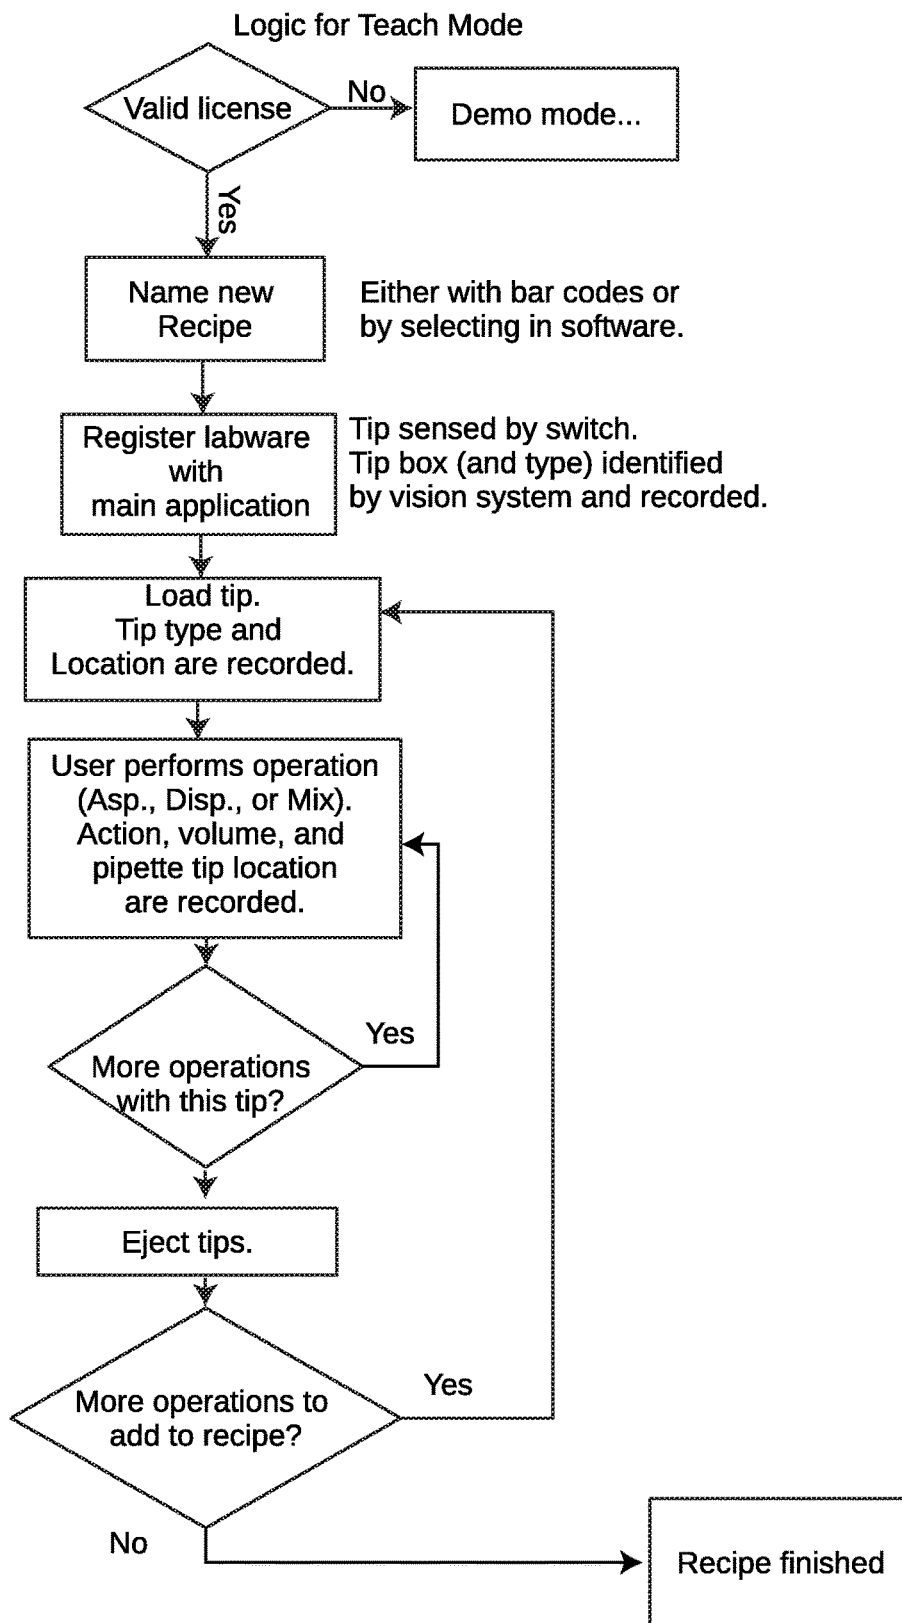 Logic for Teach Mode
Valid license
No
Demo mode...
Yes
Name new
Recipe
Either with bar codes or
by selecting in software.
Register labware
with
main application
Tip sensed by switch.
Tip box (and type) identified
by vision system and recorded.
Load tip.
Tip type and
Location are recorded.
User performs operation
(Asp., Disp., or Mix).
Action, volume, and
pipette tip location
are recorded.
Yes
More operations
with this tip?
Eject tips.
Yes
More operations to
add to recipe?
No
Recipe finished